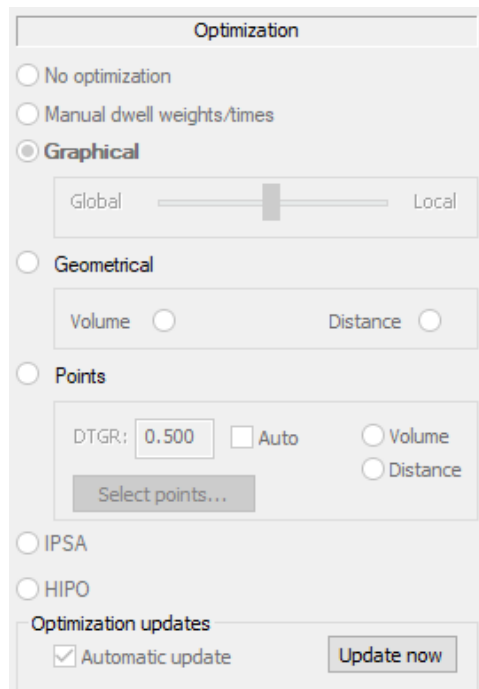 Optimization
No optimization
Manual dwell weights/times
Graphical
Global Local
Geometrical
Volume Distance
Points
DTGR: 0.500 Auto Volume
Distance
Select points...
IPSA
HIPO
Optimization updates
Automatic update Update now